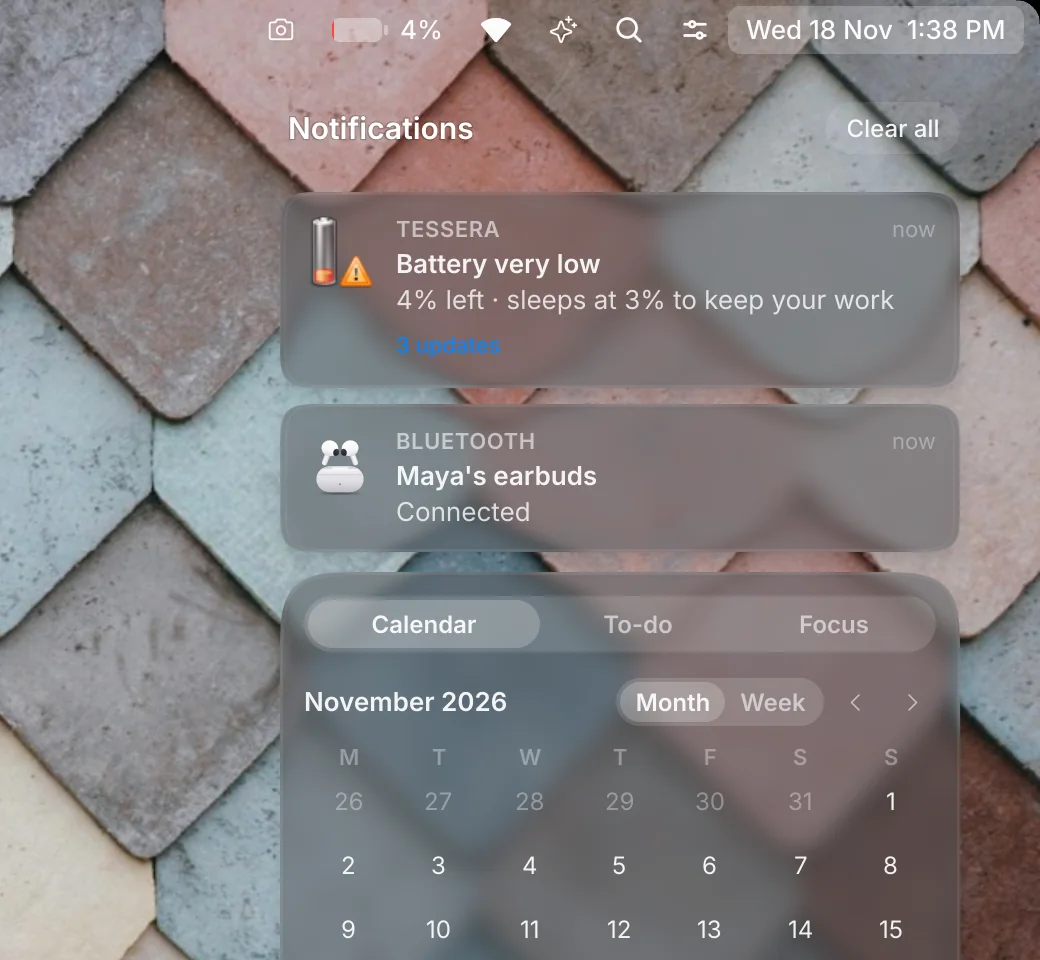 4% Wed 18 Nov 1:38 PM
Notifications Clear all
TESSERA now
Battery very low
4% left · sleeps at 3% to keep your work
3 updates
BLUETOOTH now
Maya's earbuds
Connected
Calendar To-do Focus
November 2026 Month Week
M T W T F S S
26 27 28 29 30 31 1
2 3 4 5 6 7 8
9 10 11 12 13 14 15